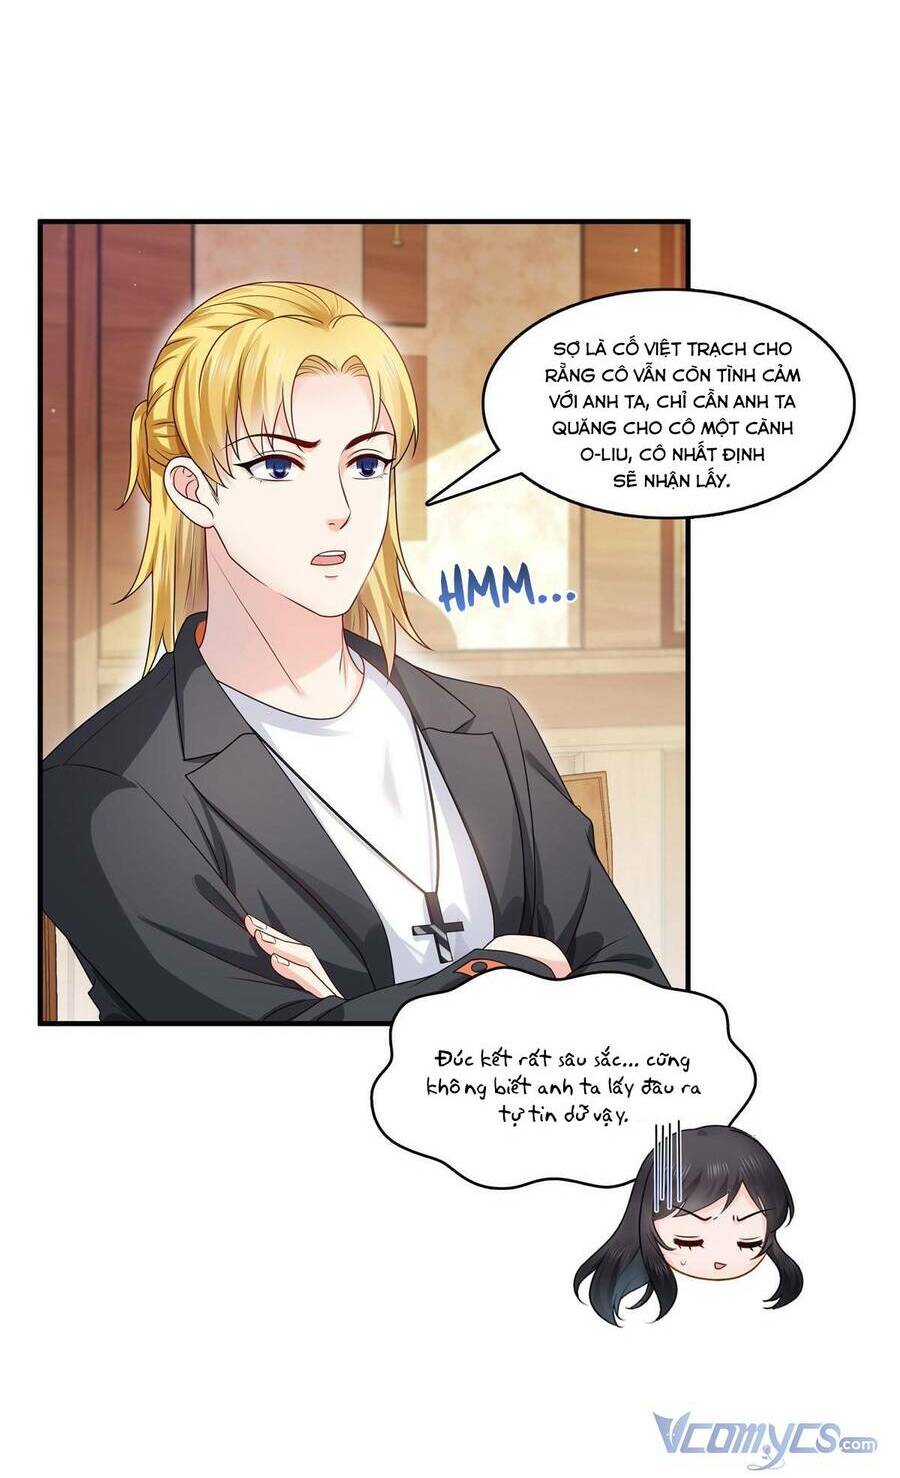 SỢ LÀ CỐ VIỆT TRẠCH CHO
RẰNG CÔ VẪN CÒN TÌNH CẢM
VỚI ANH TA, CHỈ CẦN ANH TA
QUĂNG CHO CÔ MỘT CÀNH
O-LIU, CÔ NHẤT ĐỊNH
SẼ NHẬN LẤY.
HMM...
Đúc kết rất sâu sắc... cũng
không biết anh ta lấy đâu ra
tự tin dữ vậy.
Vcomycs.com